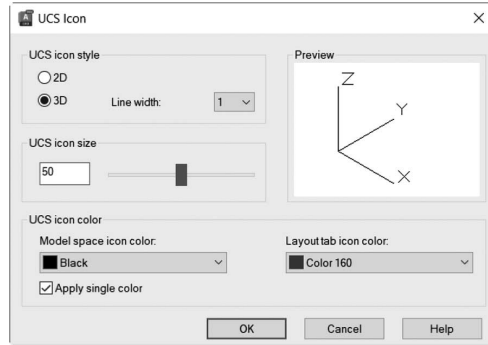 UCS Icon
UCS icon style
2D
3D
Line width:
1
Preview
Z
Y
X
UCS icon size
50
UCS icon color
Model space icon color:
Black
Apply single color
Layout tab icon color:
Color 160
OK
Cancel
Help